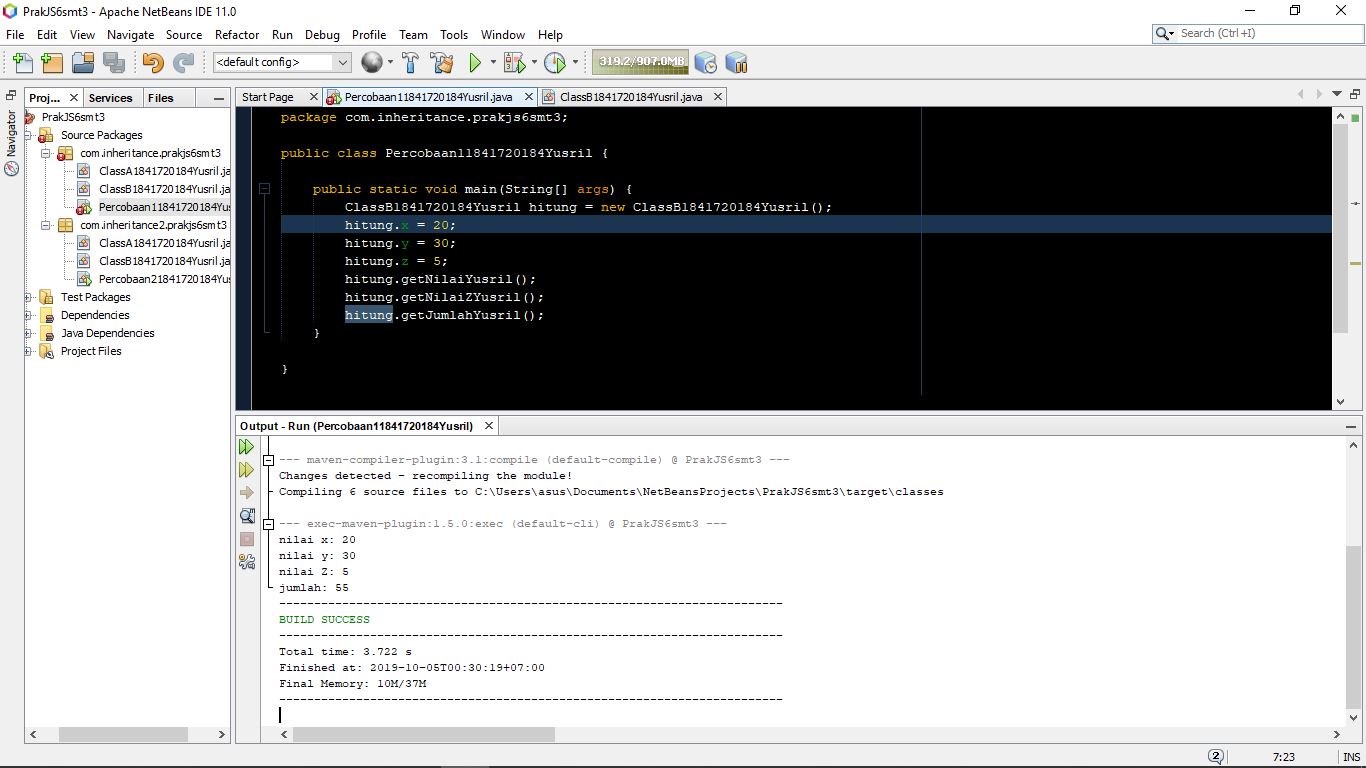 PrakJS6smt3 - Apache NetBeans IDE 11.0
File Edit View Navigate Source Refactor Run Debug Profile Team Tools Window Help
Search (Ctrl+I)
<default config>
319.2/907.0MB
Proj... Services Files
Navigator
PrakJS6smt3
Source Packages
com.inheritance.prakjs6smt3
ClassA1841720184Yusril.ja
ClassB1841720184Yusril.ja
Percobaan11841720184Yus
com.inheritance2.prakjs6smt3
ClassA1841720184Yusril.ja
ClassB1841720184Yusril.ja
Percobaan21841720184Yus
Test Packages
Dependencies
Java Dependencies
Project Files
Start Page Percobaan11841720184Yusril.java ClassB1841720184Yusril.java
package com.inheritance.prakjs6smt3;
public class Percobaan11841720184Yusril {
public static void main(String[] args) {
ClassB1841720184Yusril hitung = new ClassB1841720184Yusril();
hitung.x = 20;
hitung.y = 30;
hitung.z = 5;
hitung.getNilaiYusril();
hitung.getNilaiZYusril();
hitung.getJumlahYusril();
}
}
Output - Run (Percobaan11841720184Yusril)
--- maven-compiler-plugin:3.1:compile (default-compile) @ PrakJS6smt3 ---
Changes detected - recompiling the module!
Compiling 6 source files to C:\Users\asus\Documents\NetBeansProjects\PrakJS6smt3\target\classes
--- exec-maven-plugin:1.5.0:exec (default-cli) @ PrakJS6smt3 ---
nilai x: 20
nilai y: 30
nilai Z: 5
jumlah: 55
------------------------------------------------------------------------
BUILD SUCCESS
------------------------------------------------------------------------
Total time: 3.722 s
Finished at: 2019-10-05T00:30:19+07:00
Final Memory: 10M/37M
------------------------------------------------------------------------
2 7:23 INS